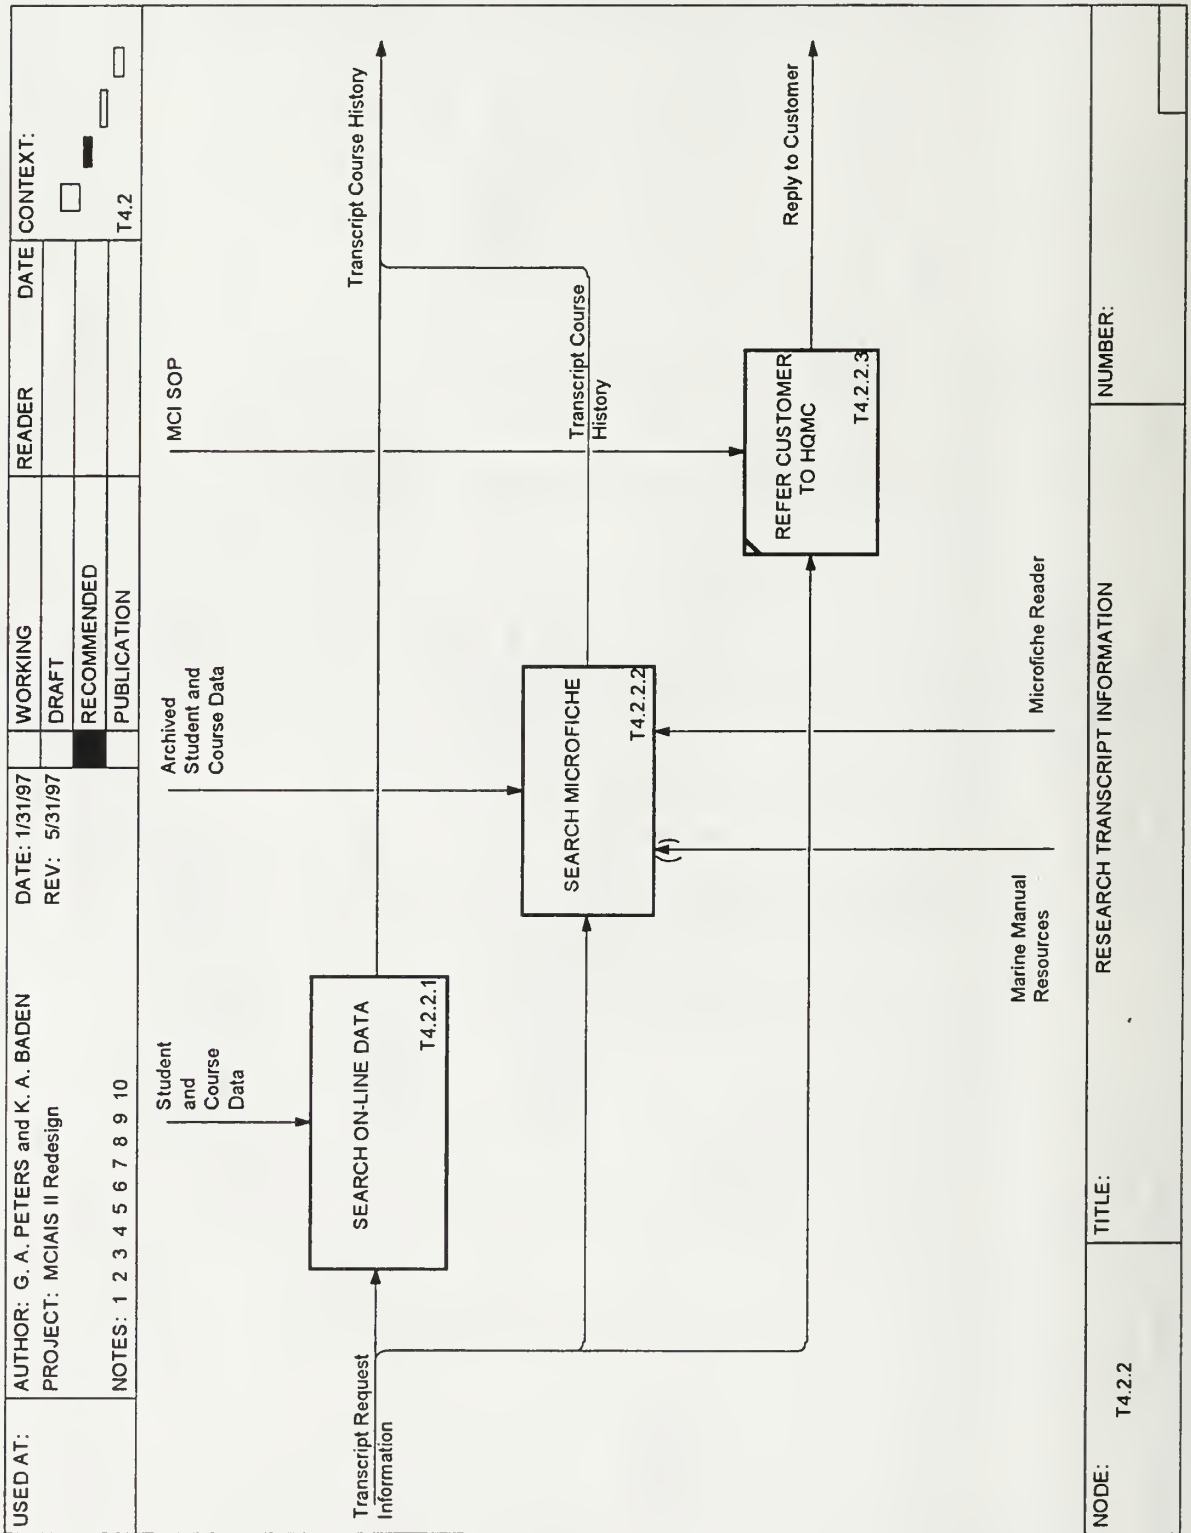 USED AT:
AUTHOR: G. A. PETERS and K. A. BADEN
PROJECT: MCIAIS II Redesign
NOTES: 1 2 3 4 5 6 7 8 9 10
DATE: 1/31/97
REV: 5/31/97
WORKING
DRAFT
RECOMMENDED
PUBLICATION
READER
DATE
CONTEXT:
T4.2
Transcript Request
Information
Student
and
Course
Data
SEARCH ON-LINE DATA
T4.2.2.1
Archived
Student and
Course Data
SEARCH MICROFICHE
T4.2.2.2
MCI SOP
Transcript Course
History
Transcript Course History
REFER CUSTOMER
TO HQMC
T4.2.2.3
Reply to Customer
Marine Manual
Resources
Microfiche Reader
NODE:
T4.2.2
TITLE:
RESEARCH TRANSCRIPT INFORMATION
NUMBER: